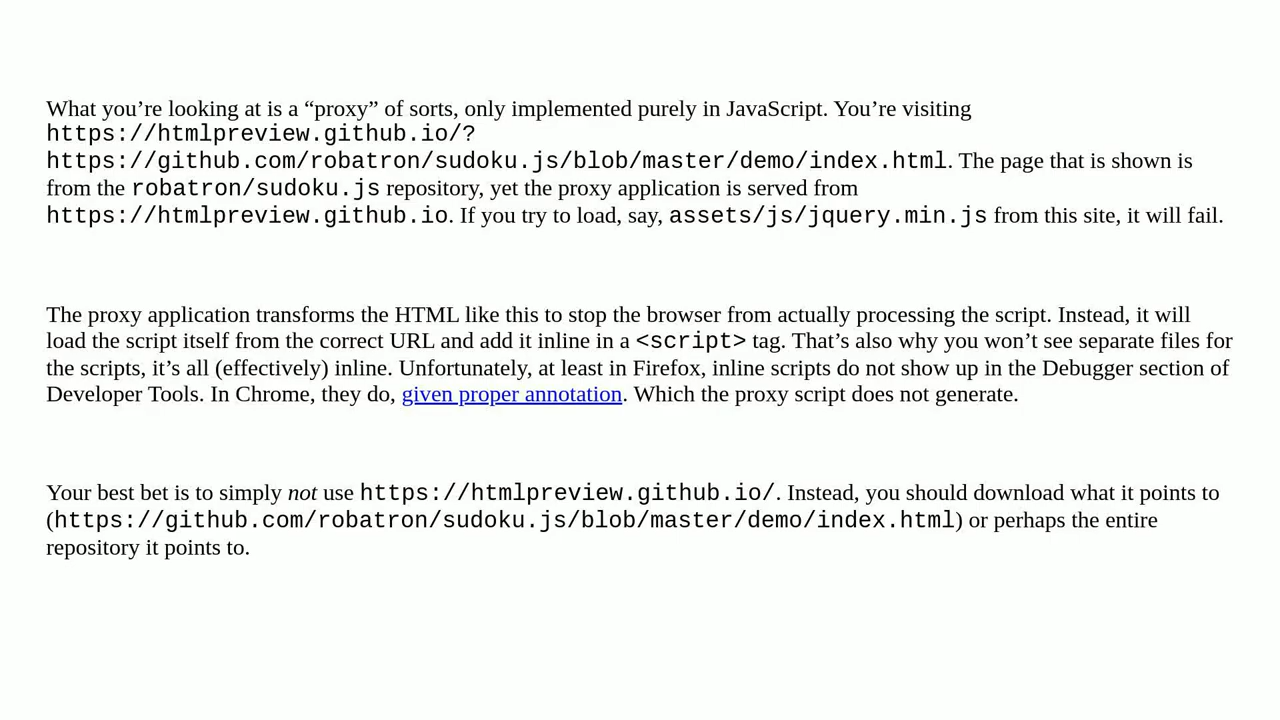 What you’re looking at is a “proxy” of sorts, only implemented purely in JavaScript. You’re visiting
https://htmlpreview.github.io/?
https://github.com/robatron/sudoku.js/blob/master/demo/index.html. The page that is shown is
from the robatron/sudoku.js repository, yet the proxy application is served from
https://htmlpreview.github.io. If you try to load, say, assets/js/jquery.min.js from this site, it will fail.
The proxy application transforms the HTML like this to stop the browser from actually processing the script. Instead, it will
load the script itself from the correct URL and add it inline in a <script> tag. That’s also why you won’t see separate files for
the scripts, it’s all (effectively) inline. Unfortunately, at least in Firefox, inline scripts do not show up in the Debugger section of
Developer Tools. In Chrome, they do, given proper annotation. Which the proxy script does not generate.
Your best bet is to simply not use https://htmlpreview.github.io/. Instead, you should download what it points to
(https://github.com/robatron/sudoku.js/blob/master/demo/index.html) or perhaps the entire
repository it points to.